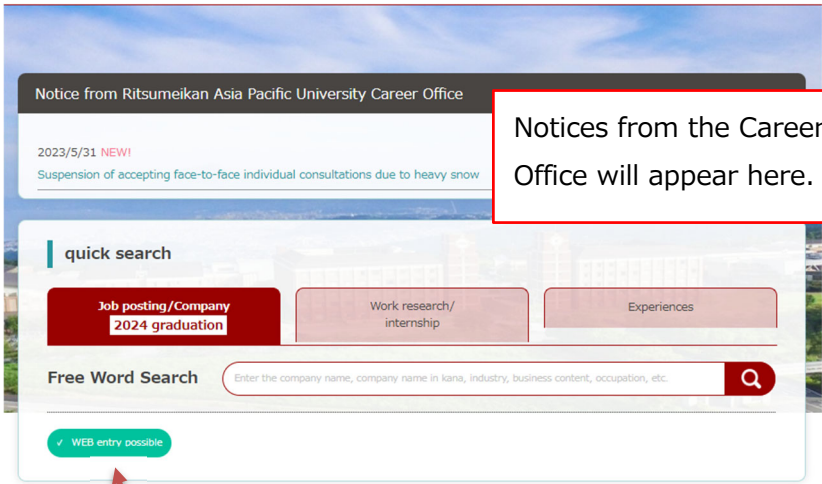 Notice from Ritsumeikan Asia Pacific University Career Office
Notices from the Career
Office will appear here.
2023/5/31 NEW!
Suspension of accepting face-to-face individual consultations due to heavy snow
quick search
Job posting/Company
2024 graduation
Work research/
internship
Experiences
Free Word Search
Enter the company name, company name in kana, industry, business content, occupation, etc.
✓ WEB entry possible